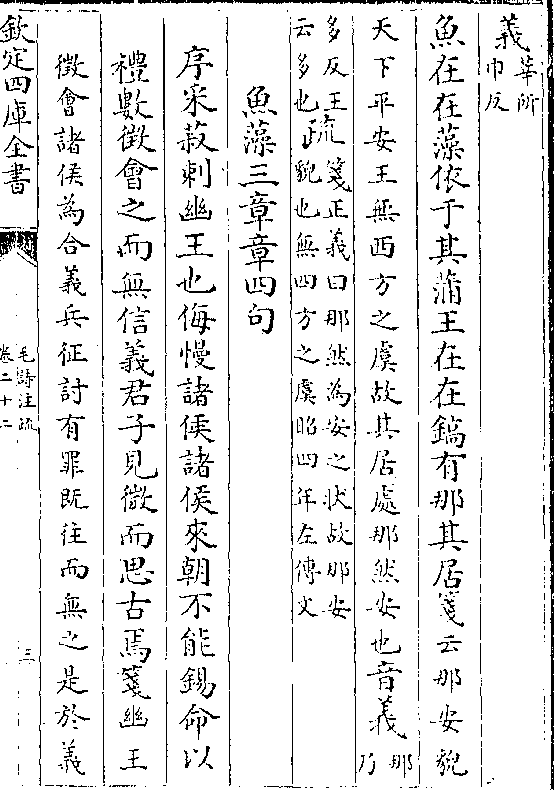 義莘所巾反
魚在在藻依于其蒲王在在鎬有那其居箋云那安貌
天下平安王無西方之虞故其居處那然安也音義那乃
多反王云多也疏箋正義曰那然為安之狀故那安貌也無四方之虞昭四年左傳文
魚藻三章章四句
序采菽刺幽王也侮慢諸侯諸侯來朝不能錫命以
禮數徵會之而無信義君子見微而思古焉箋幽王
徵會諸侯為合義兵征討有罪既往而無之是於義
欽定四庫全書
毛詩注疏
卷二十二
三